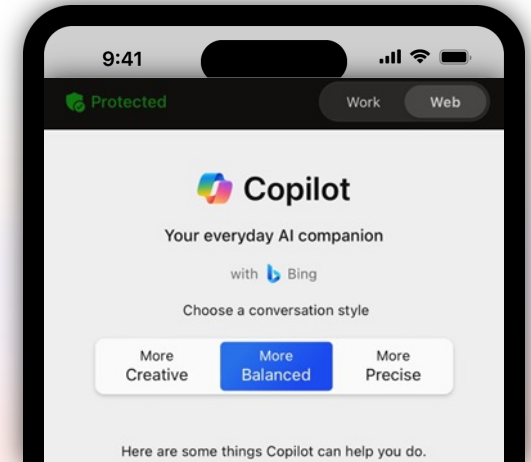 9:41
Protected Work Web
Copilot
Your everyday AI companion
with Bing
Choose a conversation style
More More More
Creative Balanced Precise
Here are some things Copilot can help you do.